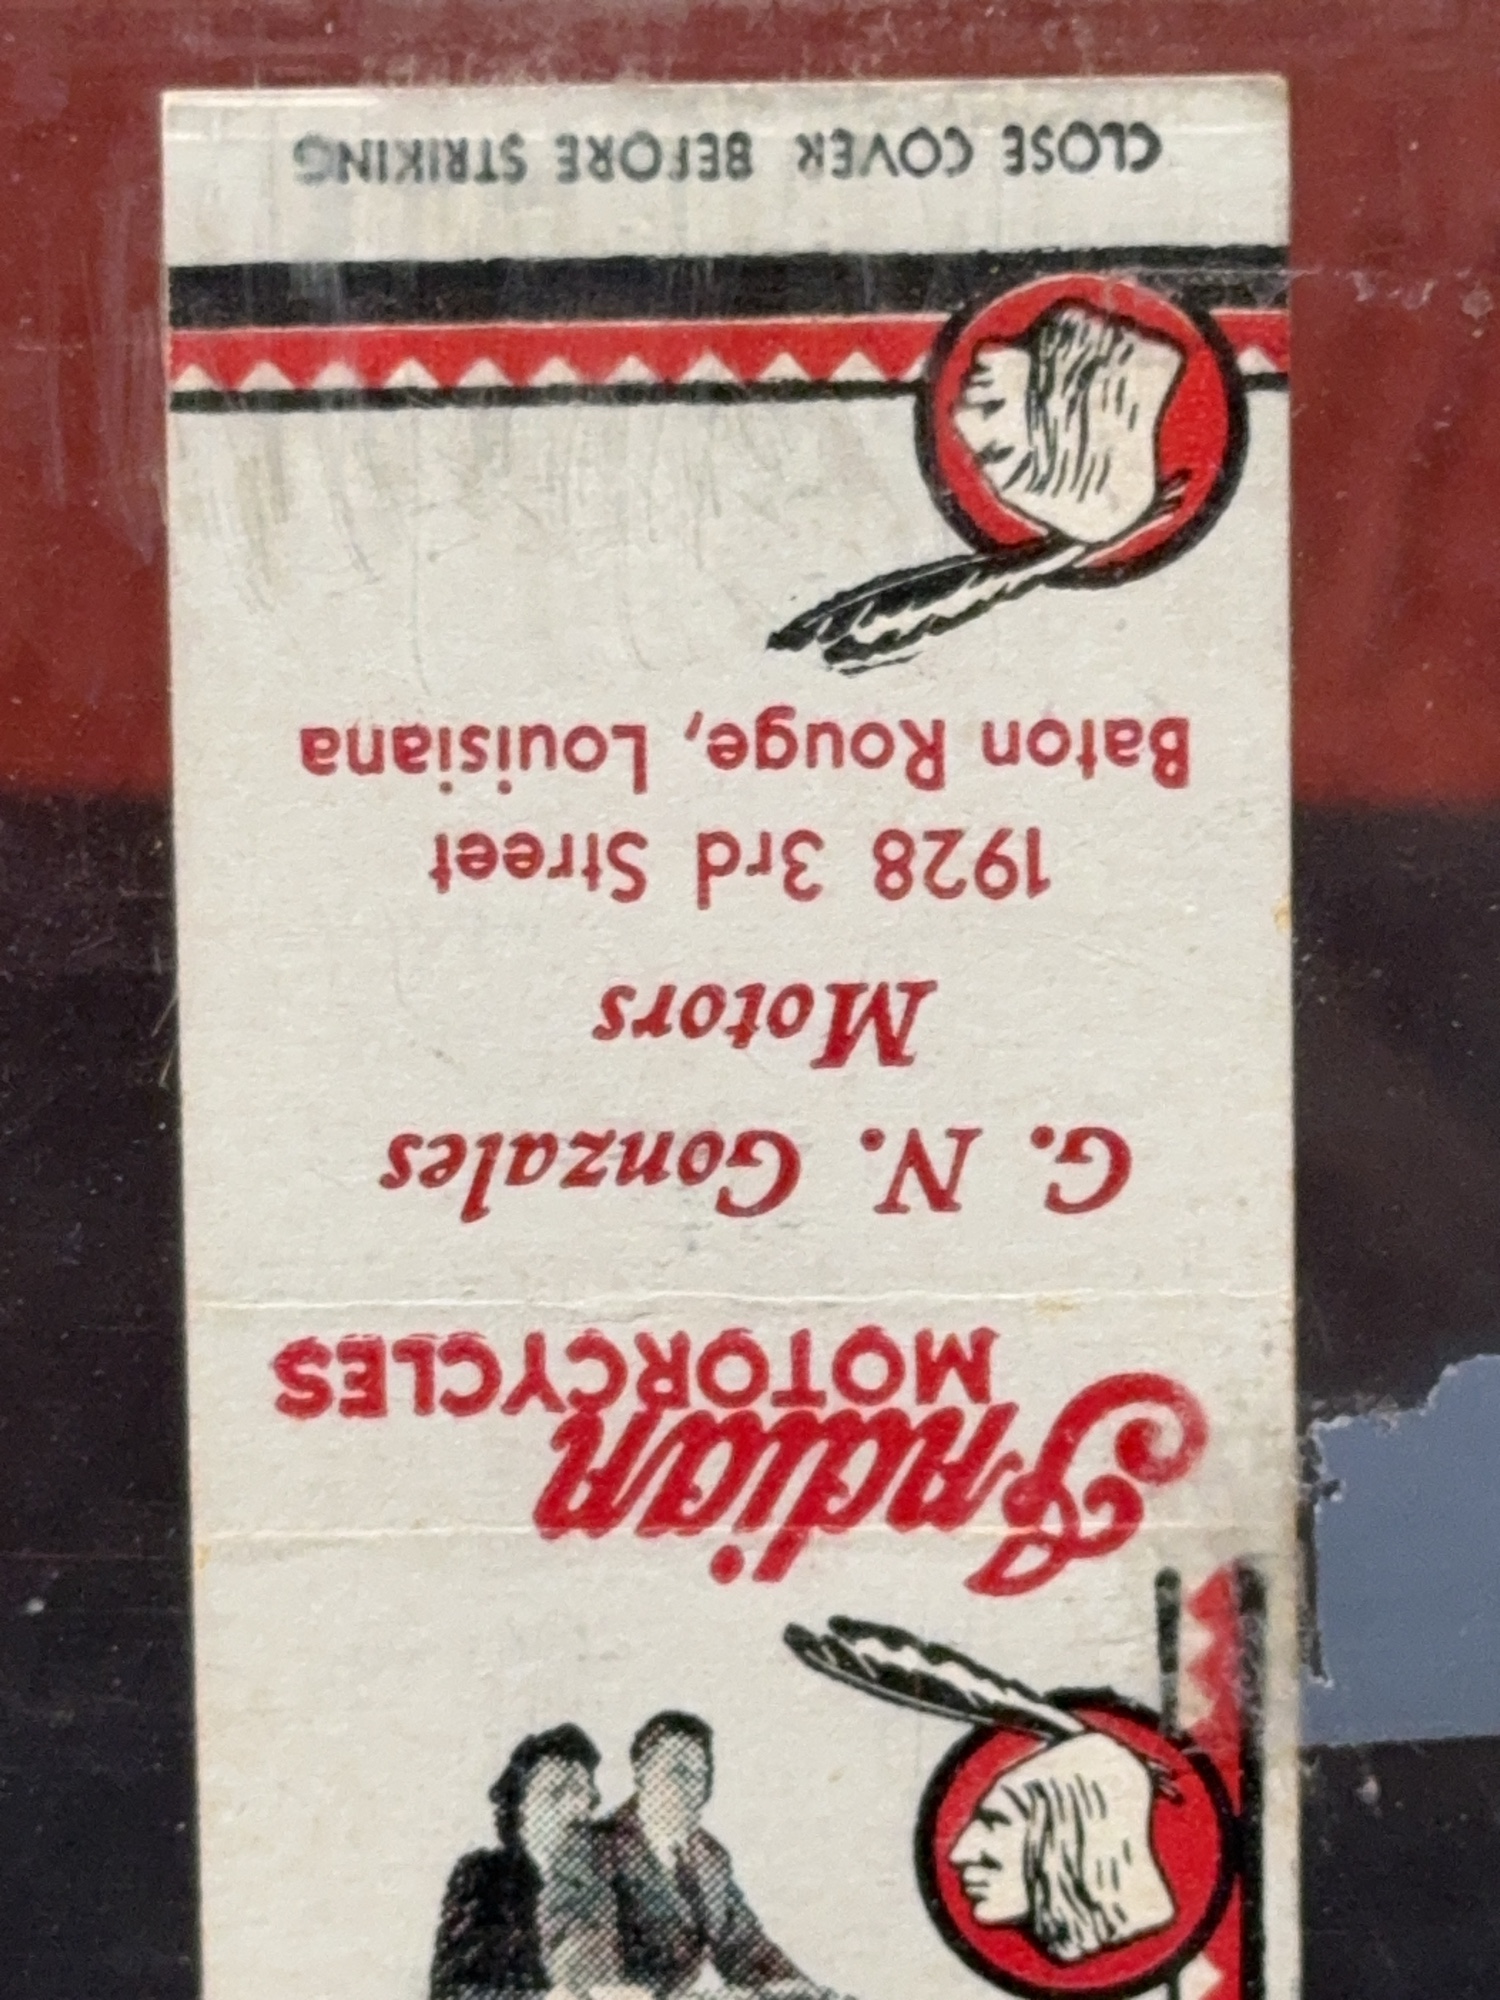 Indian
MOTORCYCLES
G. N. Gonzales
Motors
1928 3rd Street
Baton Rouge, Louisiana
CLOSE COVER BEFORE STRIKING